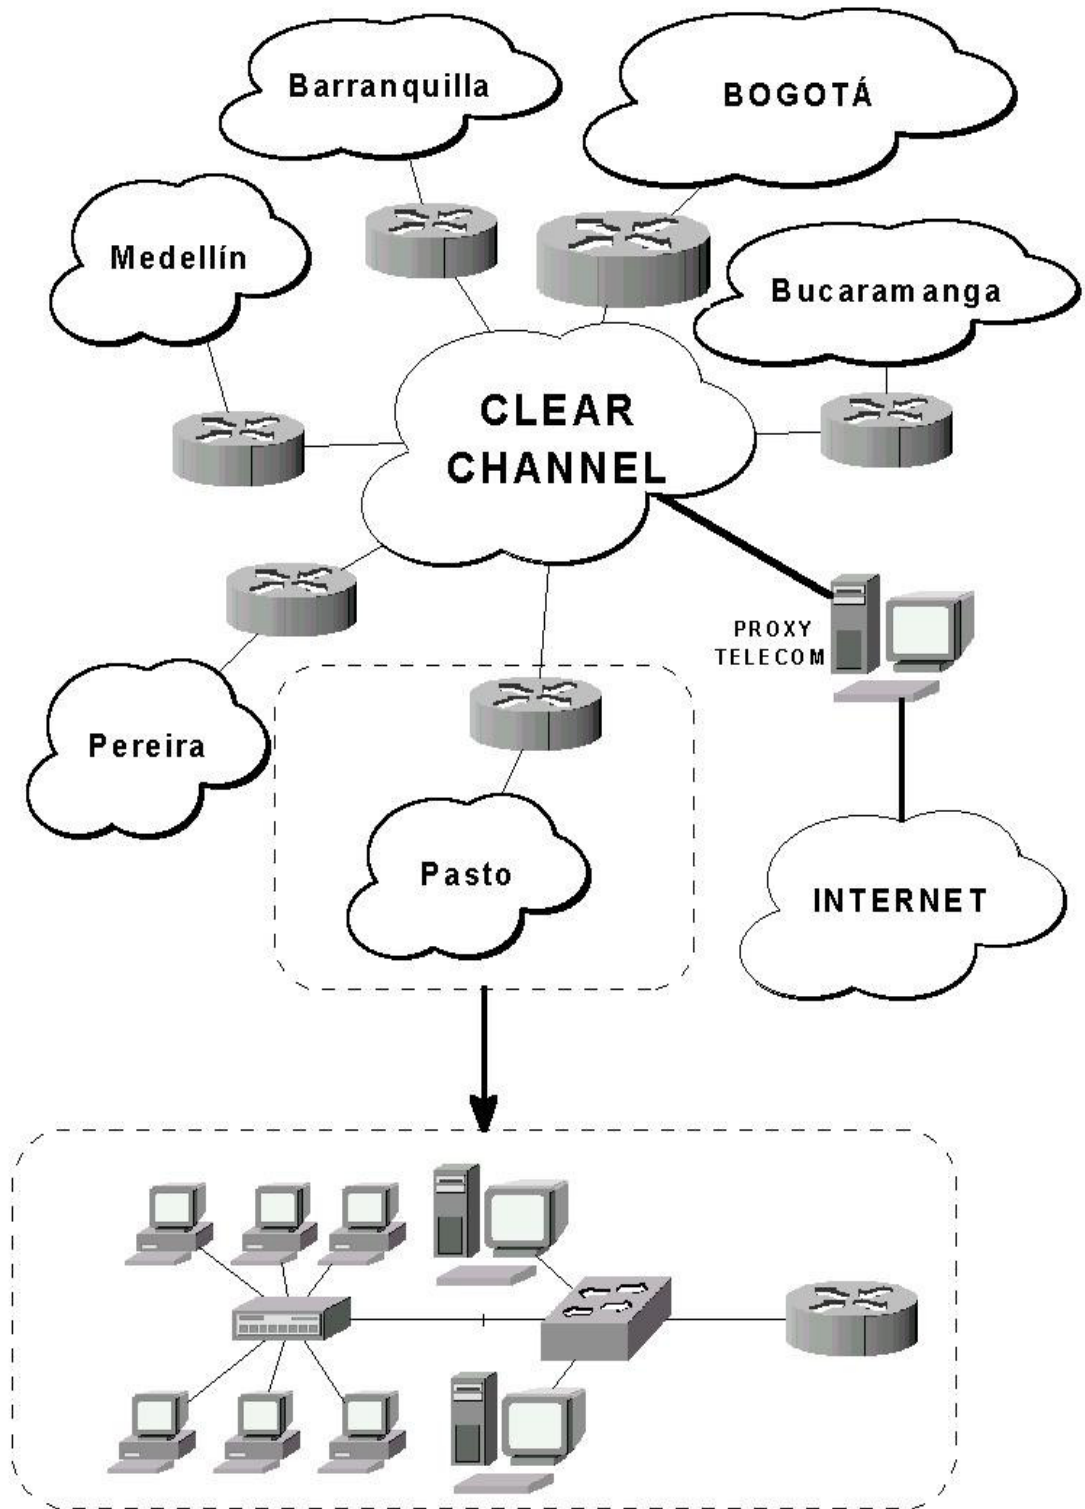 Barranquilla
BOGOTÁ
Medellín
Bucaramanga
CLEAR
CHANNEL
PROXY
TELECOM
Pereira
Pasto
INTERNET